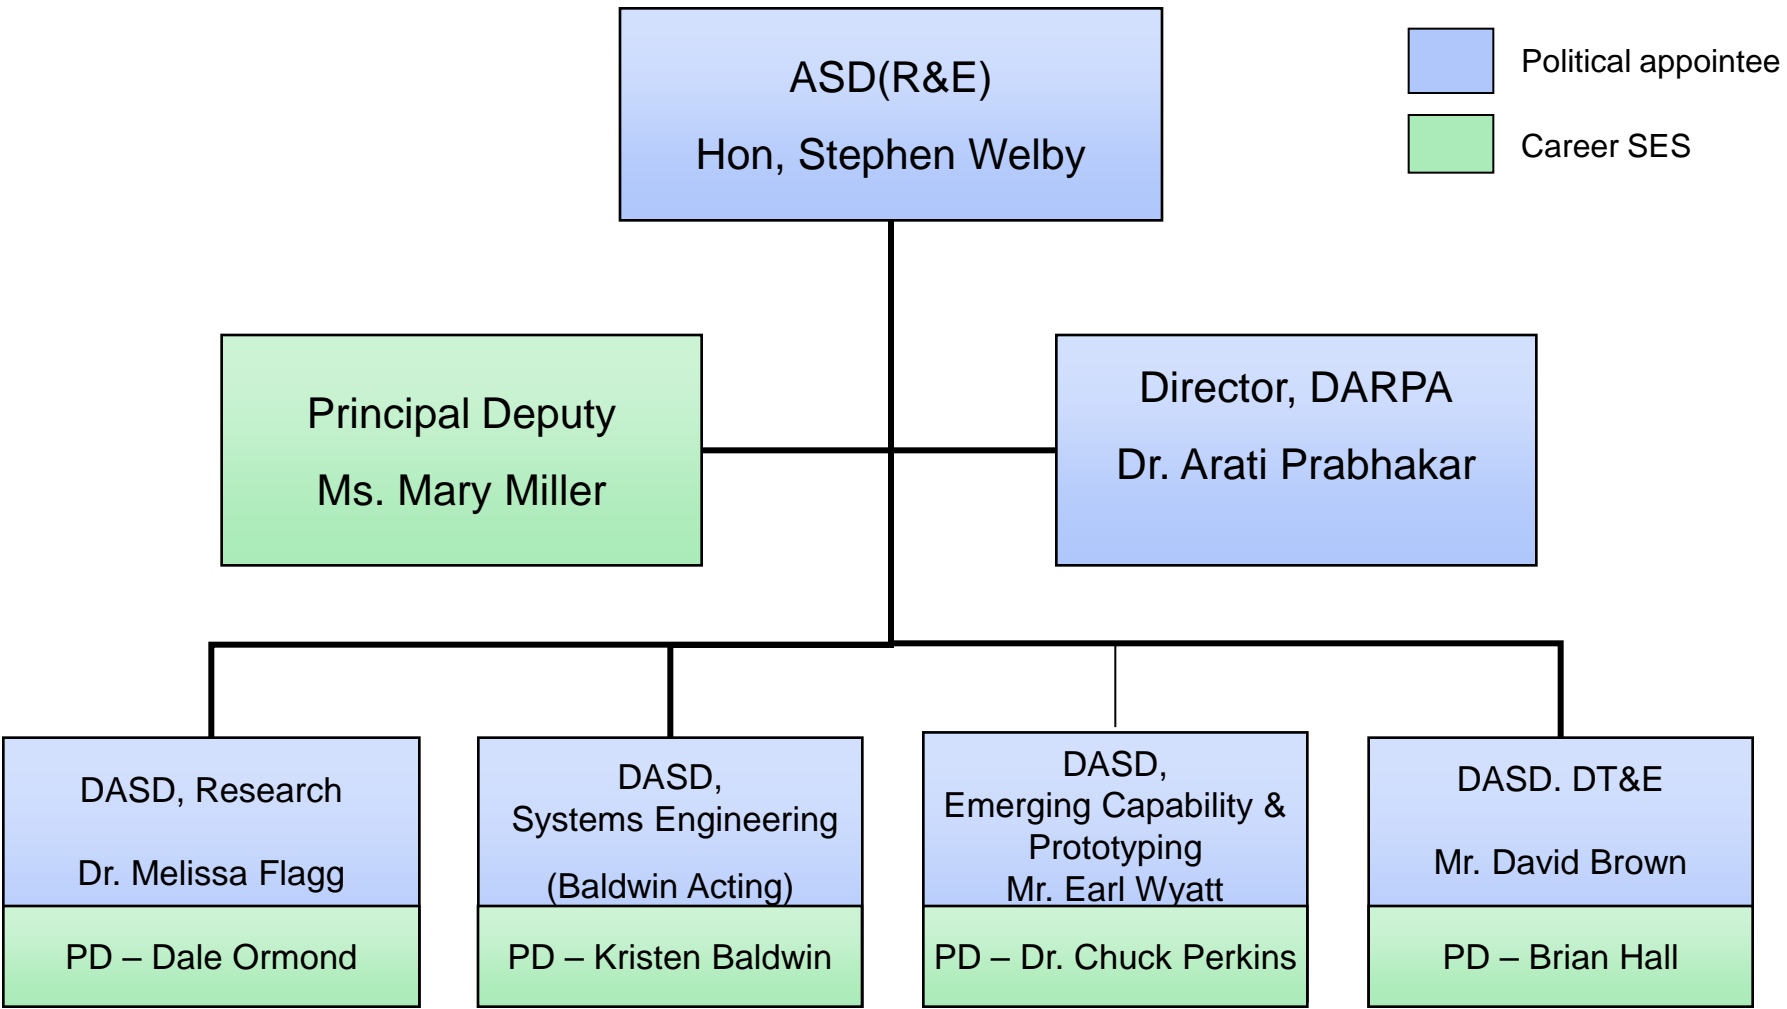 ASD(R&E)
Hon, Stephen Welby
Political appointee
Career SES
Principal Deputy
Ms. Mary Miller
Director, DARPA
Dr. Arati Prabhakar
DASD, Research
Dr. Melissa Flagg
PD – Dale Ormond
DASD,
Systems Engineering
(Baldwin Acting)
PD – Kristen Baldwin
DASD,
Emerging Capability &
Prototyping
Mr. Earl Wyatt
PD – Dr. Chuck Perkins
DASD. DT&E
Mr. David Brown
PD – Brian Hall